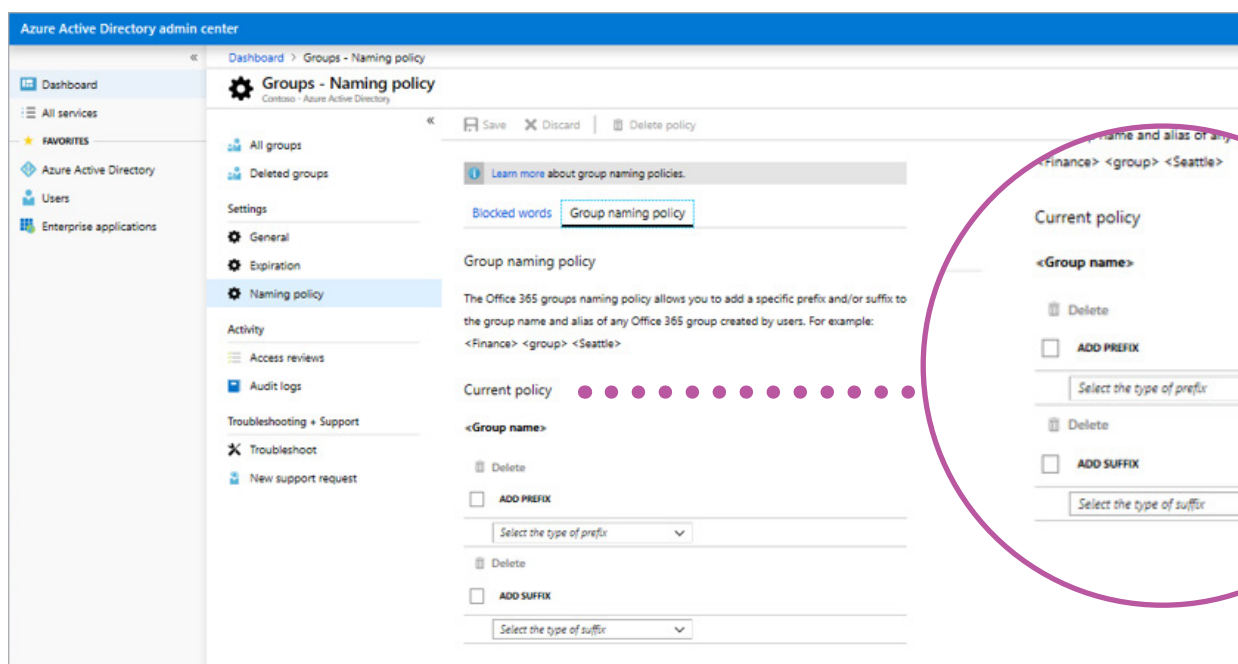 Azure Active Directory admin center
«
Dashboard > Groups - Naming policy
Dashboard
All services
FAVORITES
Azure Active Directory
Users
Enterprise applications
Groups - Naming policy
Contoso - Azure Active Directory
«
All groups
Deleted groups
Settings
General
Expiration
Naming policy
Activity
Access reviews
Audit logs
Troubleshooting + Support
Troubleshoot
New support request
Save Discard Delete policy
Learn more about group naming policies.
Blocked words Group naming policy
Group naming policy
The Office 365 groups naming policy allows you to add a specific prefix and/or suffix to
the group name and alias of any Office 365 group created by users. For example:
<Finance> <group> <Seattle>
Current policy
<Group name>
Delete
ADD PREFIX
Select the type of prefix
Delete
ADD SUFFIX
Select the type of suffix
name and alias of any
<Finance> <group> <Seattle>
Current policy
<Group name>
Delete
ADD PREFIX
Select the type of prefix
Delete
ADD SUFFIX
Select the type of suffix